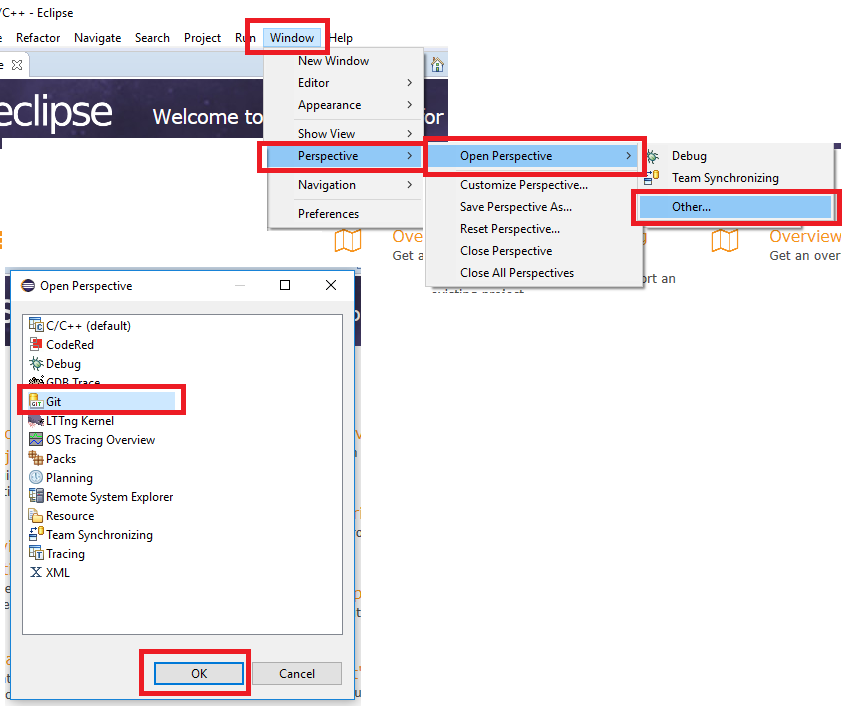 /C++ - Eclipse
Refactor Navigate Search Project Run Window Help
New Window
Editor
Appearance
Show View
Perspective
Navigation
Preferences
eclipse
Welcome to
for
Open Perspective
Customize Perspective...
Save Perspective As...
Reset Perspective...
Close Perspective
Close All Perspectives
Debug
Team Synchronizing
Other...
Get a
Overview
Get an over
ort an
existing project
Open Perspective
C/C++ (default)
CodeRed
Debug
GDB Trace
Git
LTTng Kernel
OS Tracing Overview
Packs
Planning
Remote System Explorer
Resource
Team Synchronizing
Tracing
XML
OK
Cancel